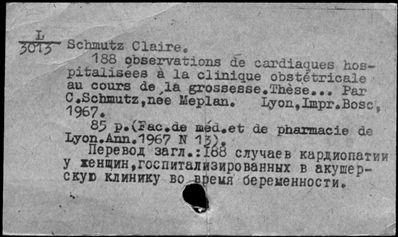 L
3013
Schmutz Claire.
188 observations de cardiaques hos-
pitalisées à la clinique obstétricale
au cours de la grossesse.Thèse... Par
C.Schmutz,née Meplan. Lyon,Impr.Bosc,
1967.
85 p.(Fac.de méd.et de pharmacie de
Lyon.Ann.1967 N 13).
Перевод загл.:188 случаев кардиопатии
у женщин,госпитализированных в акушер-
скую клинику во время беременности.